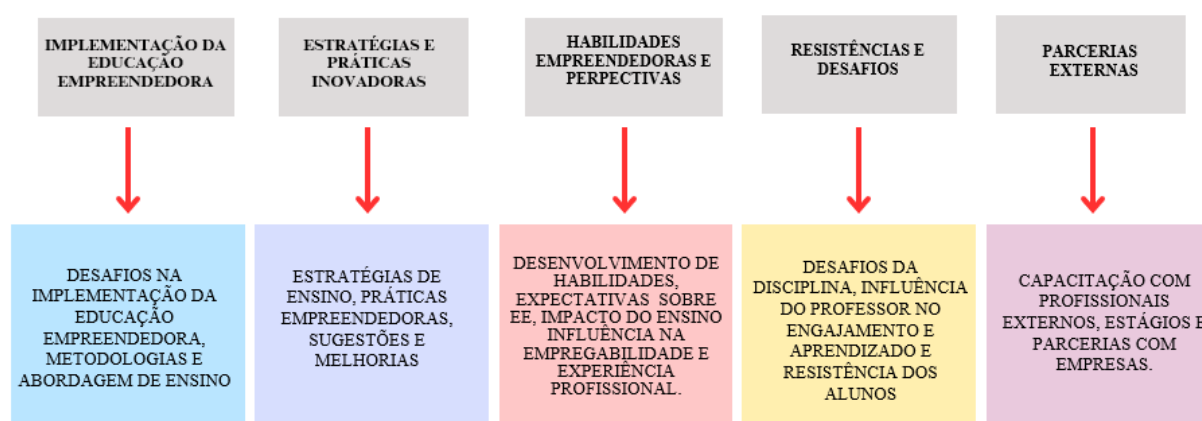 IMPLEMENTAÇÃO DA
EDUCAÇÃO
EMPREENDEDORA
ESTRATÉGIAS E
PRÁTICAS
INOVADORAS
HABILIDADES
EMPREENDEDORAS E
PERPECTIVAS
RESISTÊNCIAS E
DESAFIOS
PARCERIAS
EXTERNAS
DESAFIOS NA
IMPLEMENTAÇÃO DA
EDUCAÇÃO
EMPREENDEDORA,
METODOLOGIAS E
ABORDAGEM DE ENSINO
ESTRATÉGIAS DE
ENSINO, PRÁTICAS
EMPREENDEDORAS,
SUGESTÕES E
MELHORIAS
DESENVOLVIMENTO DE
HABILIDADES,
EXPECTATIVAS SOBRE
EE, IMPACTO DO ENSINO
INFLUÊNCIA NA
EMPREGABILIDADE E
EXPERIÊNCIA
PROFISSIONAL.
DESAFIOS DA
DISCIPLINA, INFLUÊNCIA
DO PROFESSOR NO
ENGAJAMENTO E
APRENDIZADO E
RESISTÊNCIA DOS
ALUNOS
CAPACITAÇÃO COM
PROFISSIONAIS
EXTERNOS, ESTÁGIOS E
PARCERIAS COM
EMPRESAS.